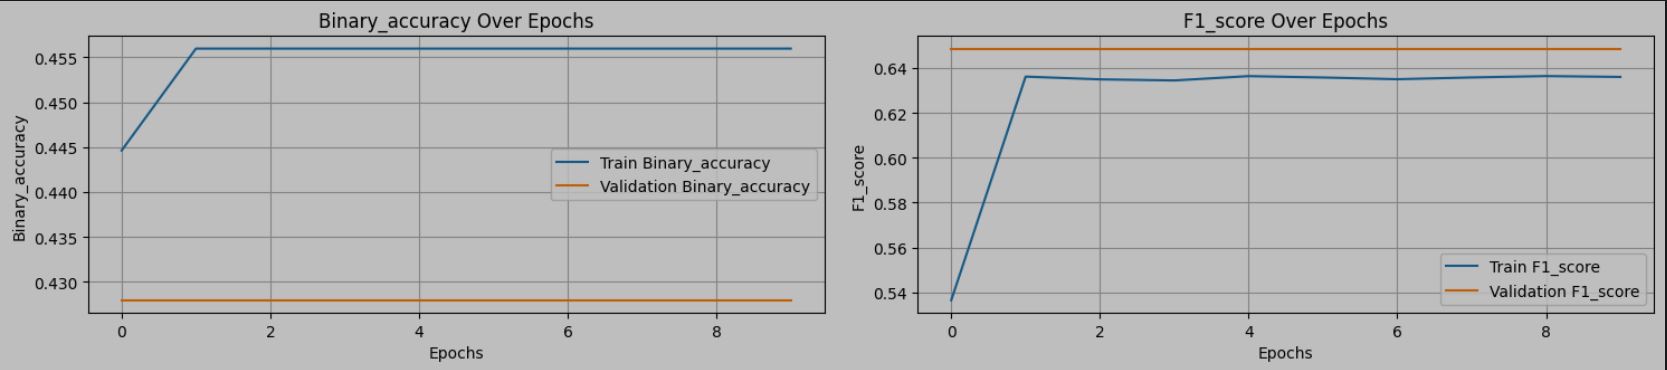 Binary_accuracy Over Epochs
Binary_accuracy
0.455
0.450
0.445
0.440
0.435
0.430
Train Binary_accuracy
Validation Binary_accuracy
0 2 4 6 8
Epochs
F1_score Over Epochs
F1_score
0.64
0.62
0.60
0.58
0.56
0.54
Train F1_score
Validation F1_score
0 2 4 6 8
Epochs